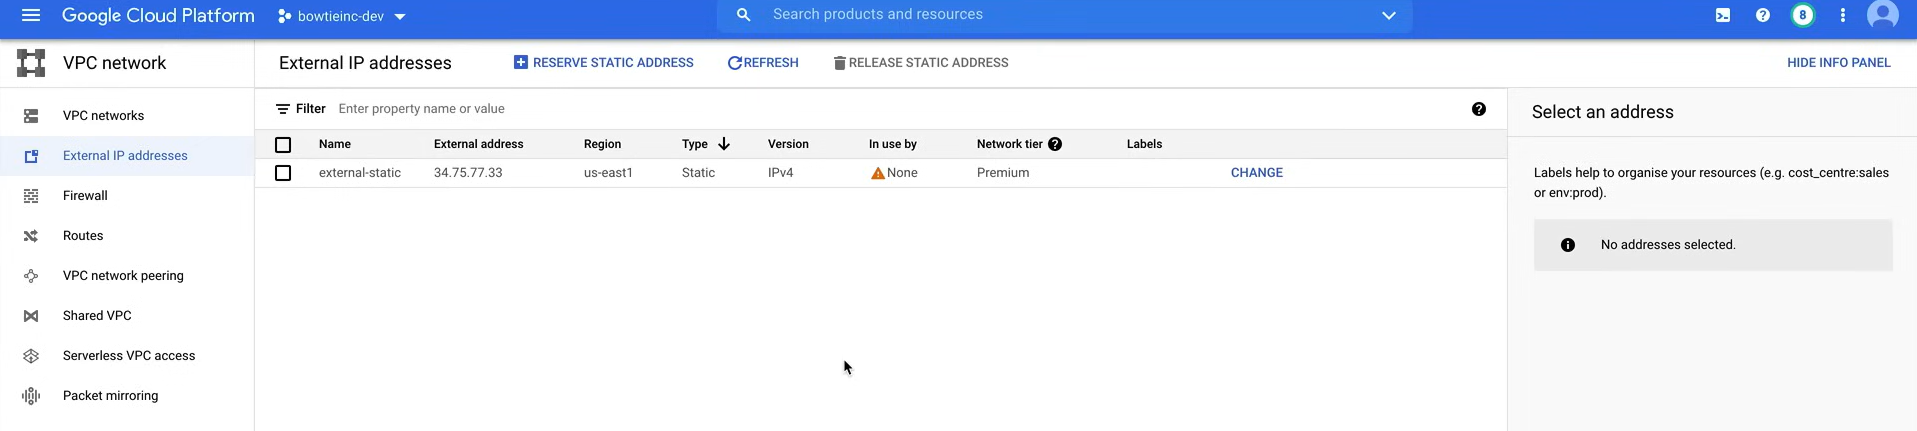 Google Cloud Platform bowtieinc-dev Search products and resources 8
VPC network External IP addresses RESERVE STATIC ADDRESS REFRESH RELEASE STATIC ADDRESS HIDE INFO PANEL
VPC networks
External IP addresses
Firewall
Routes
VPC network peering
Shared VPC
Serverless VPC access
Packet mirroring
Filter Enter property name or value
Name External address Region Type Version In use by Network tier Labels
external-static 34.75.77.33 us-east1 Static IPv4 None Premium CHANGE
Select an address
Labels help to organise your resources (e.g. cost_centre:sales
or env:prod).
No addresses selected.